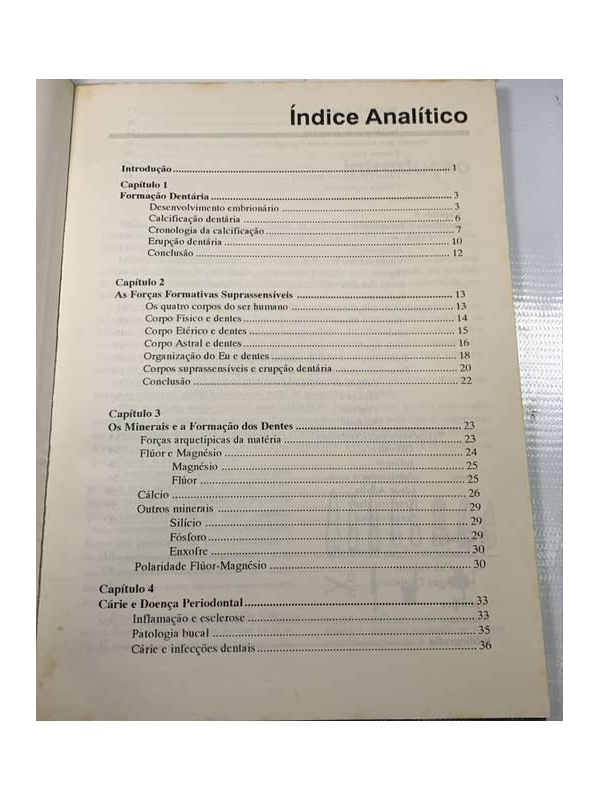 Índice Analítico
Introdução 1
Capítulo 1
Formação Dentária 3
Desenvolvimento embrionário 3
Calcificação dentária 6
Cronologia da calcificação 7
Erupção dentária 10
Conclusão 12
Capítulo 2
As Forças Formativas Suprassensíveis 13
Os quatro corpos do ser humano 13
Corpo Físico e dentes 14
Corpo Etérico e dentes 15
Corpo Astral e dentes 16
Organização do Eu e dentes 18
Corpos suprassensíveis e erupção dentária 20
Conclusão 22
Capítulo 3
Os Minerais e a Formação dos Dentes 23
Forças arquetípicas da matéria 23
Flúor e Magnésio 24
Magnésio 25
Flúor 25
Cálcio 26
Outros minerais 29
Silício 29
Fósforo 29
Enxofre 30
Polaridade Flúor-Magnésio 30
Capítulo 4
Cárie e Doença Periodontal 33
Inflamação e esclerose 33
Patologia bucal 35
Cárie e infecções dentais 36